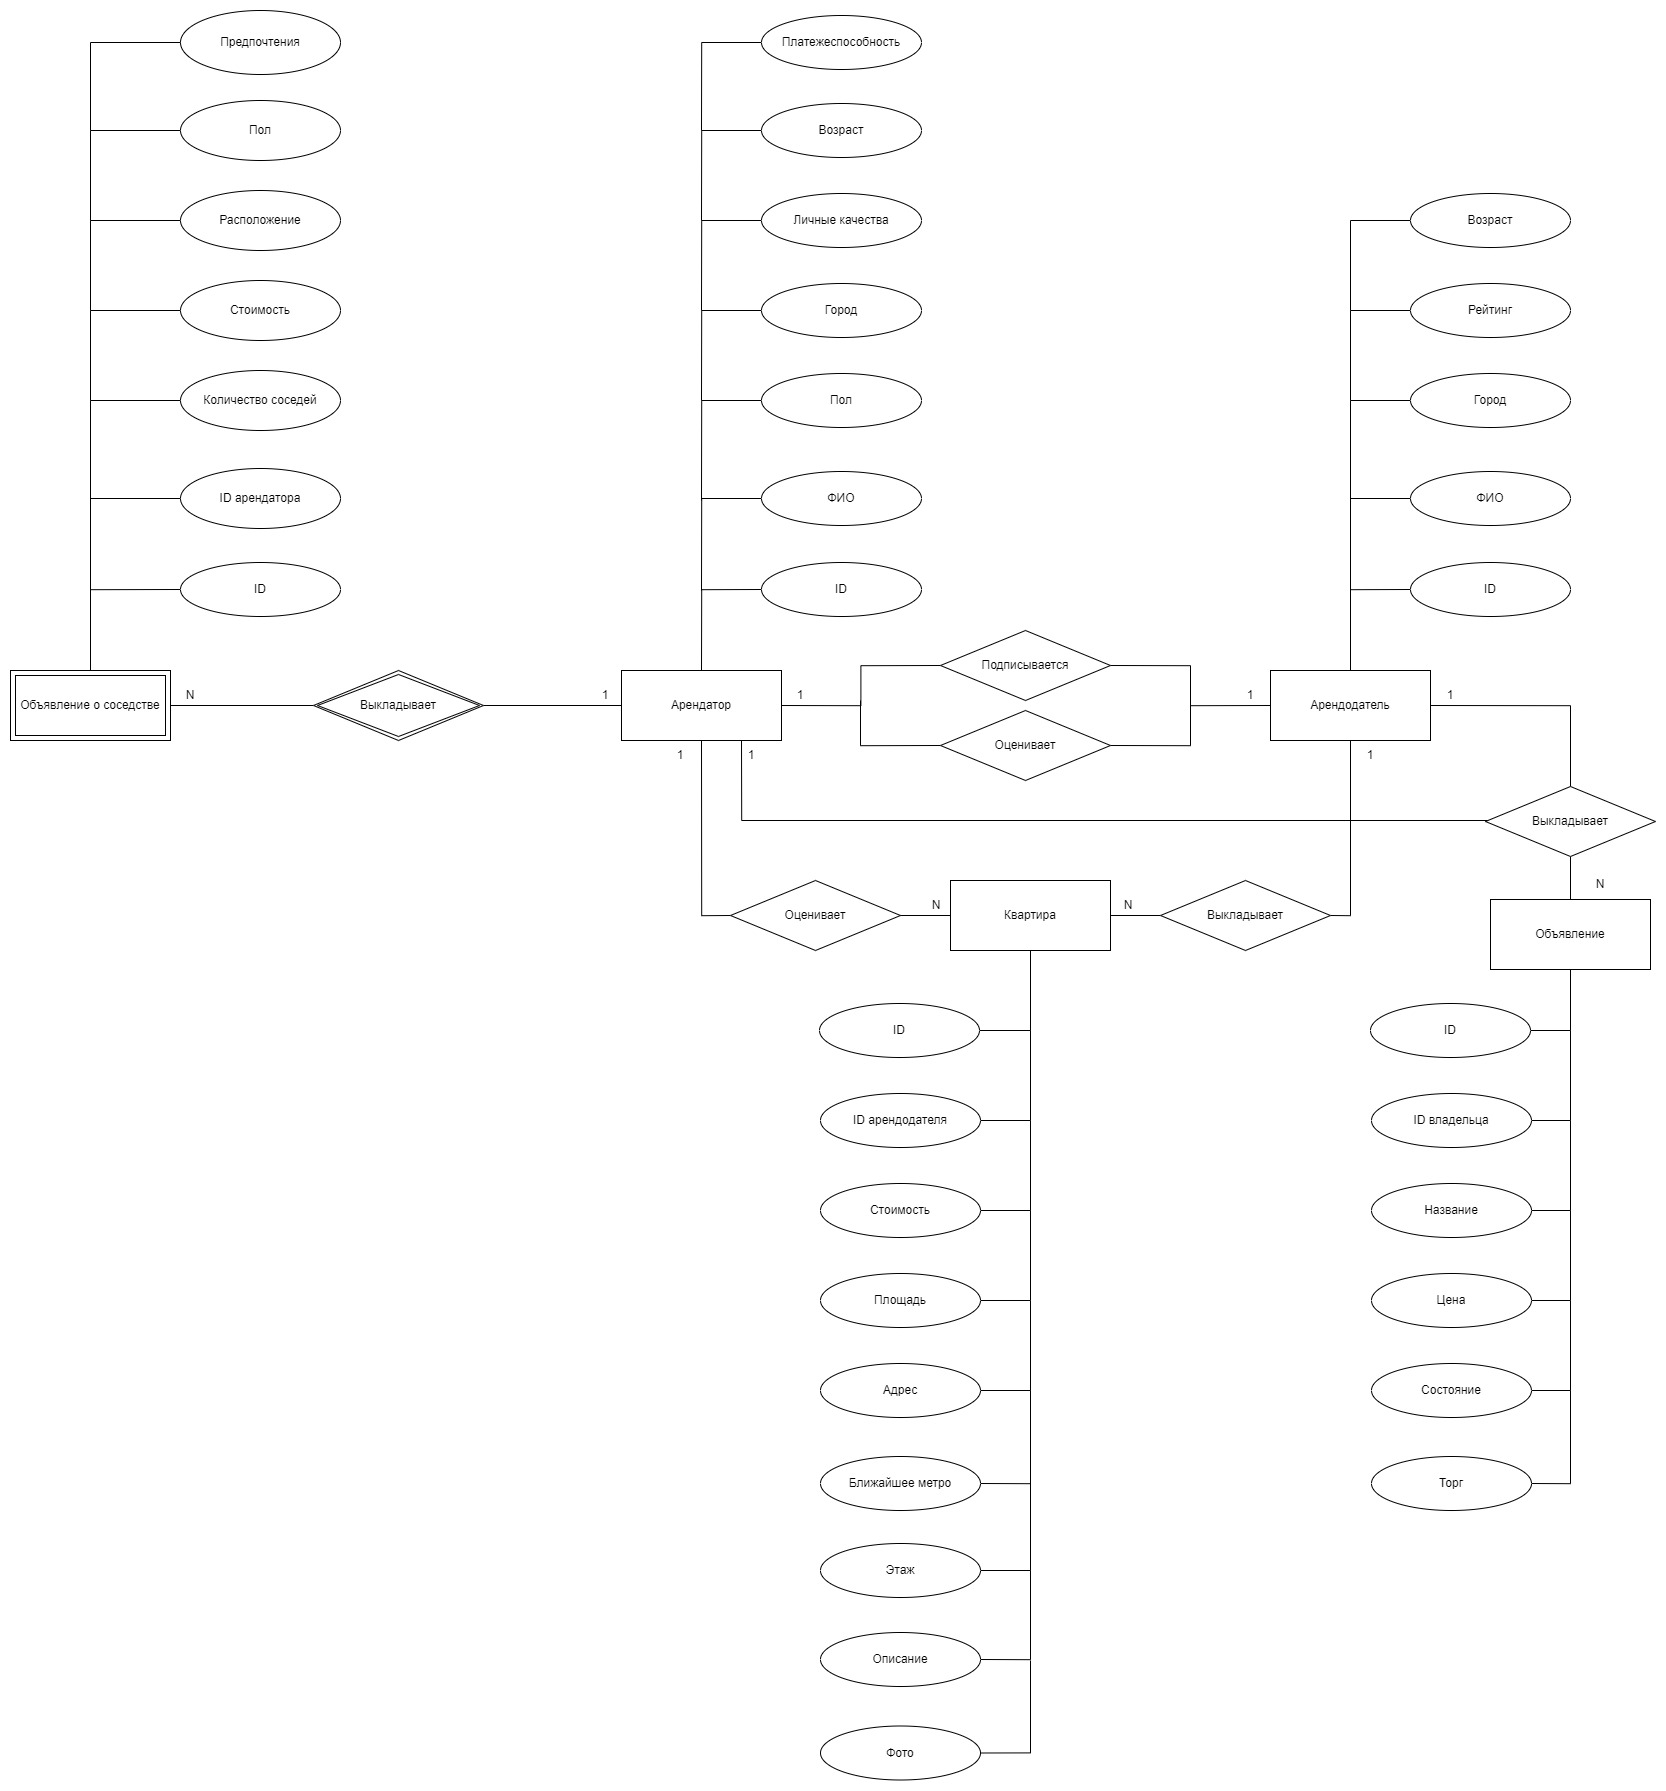 Предпочтения
Пол
Расположение
Стоимость
Количество соседей
ID арендатора
ID
Платежеспособность
Возраст
Личные качества
Город
Пол
ФИО
ID
Возраст
Рейтинг
Город
ФИО
ID
Объявление о соседстве
N
Выкладывает
1
Арендатор
1
Подписывается
Оценивает
1
Арендодатель
1
1
1
1
Выкладывает
Оценивает
N
Квартира
N
Выкладывает
N
Объявление
ID
ID арендодателя
Стоимость
Площадь
Адрес
Ближайшее метро
Этаж
Описание
Фото
ID
ID владельца
Название
Цена
Состояние
Торг